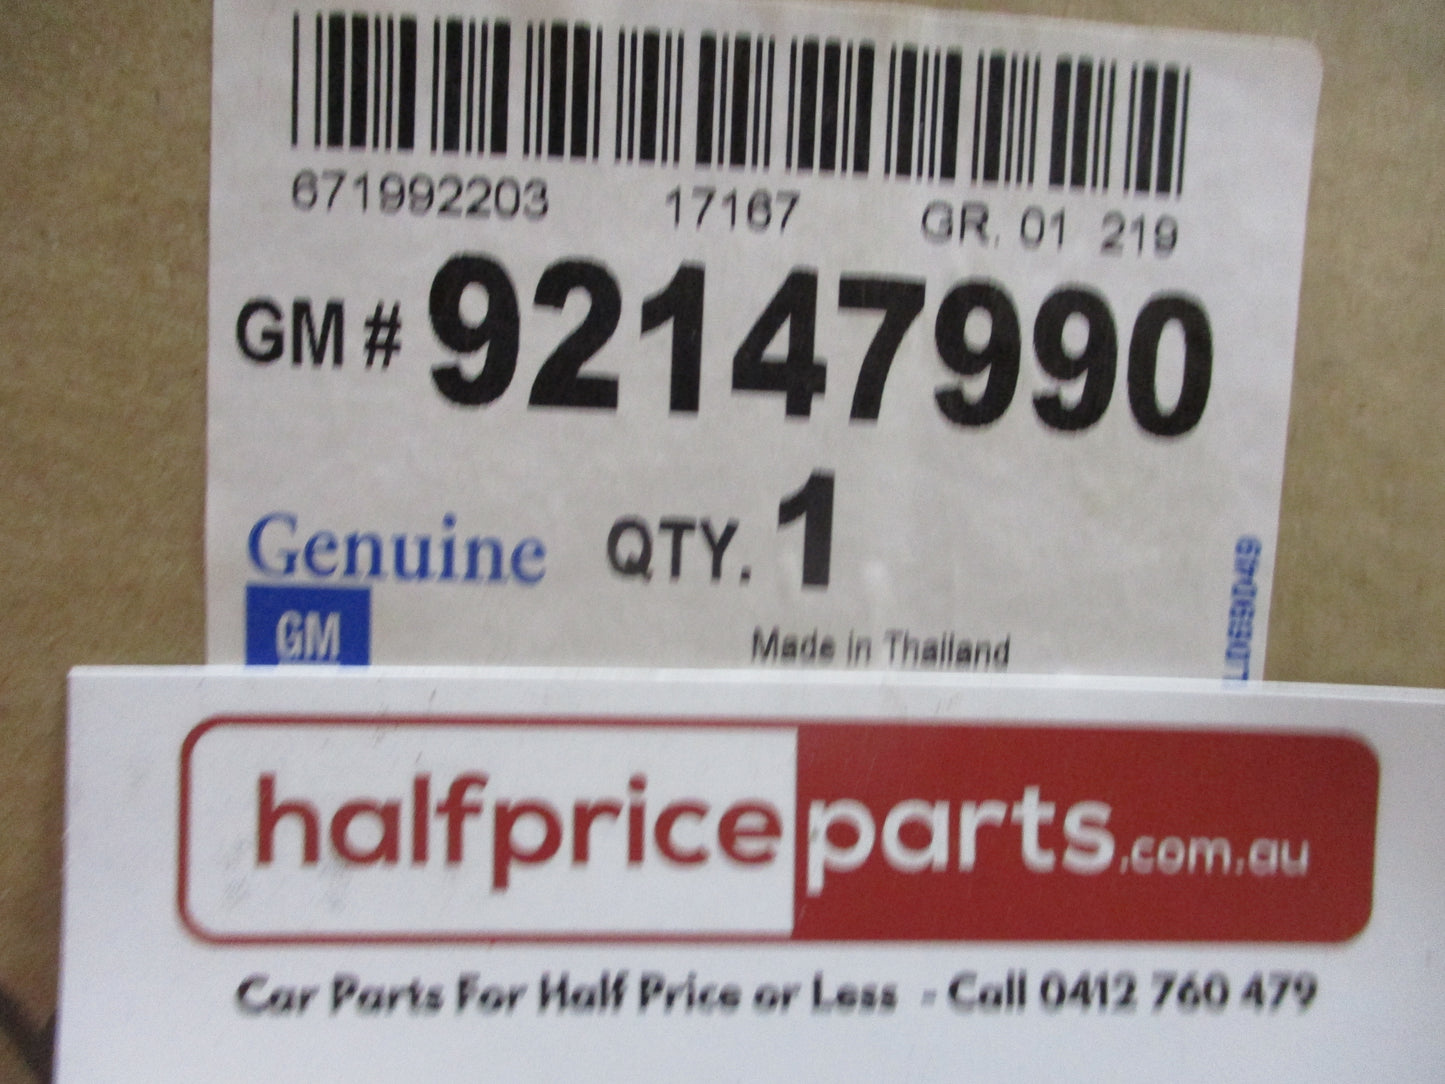 671992203 17167 GR. 01 219
GM # 92147990
Genuine QTY. 1
GM
Made in Thailand
halfpriceparts.com.au
Car Parts For Half Price or Less - Call 0412 760 479